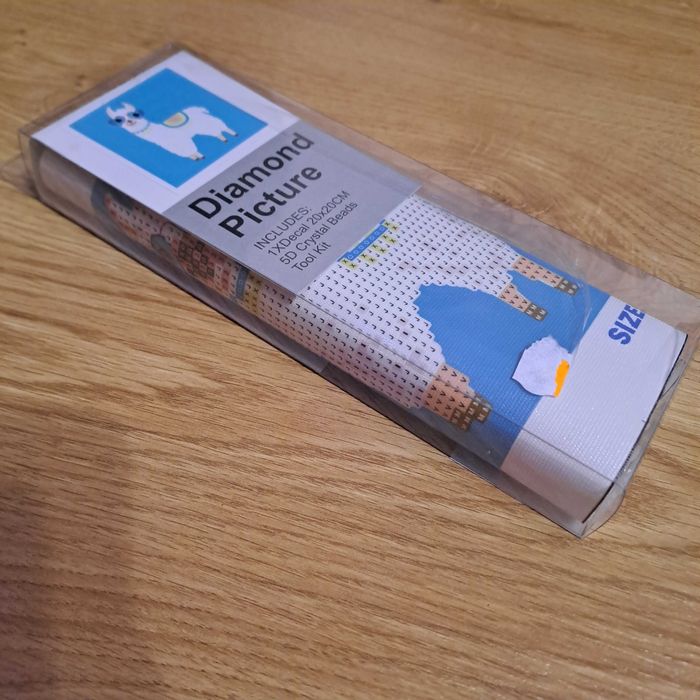 Diamond
Picture
INCLUDES:
1XDecal 20x20CM
5D Crystal Beads
Tool Kit
SIZE